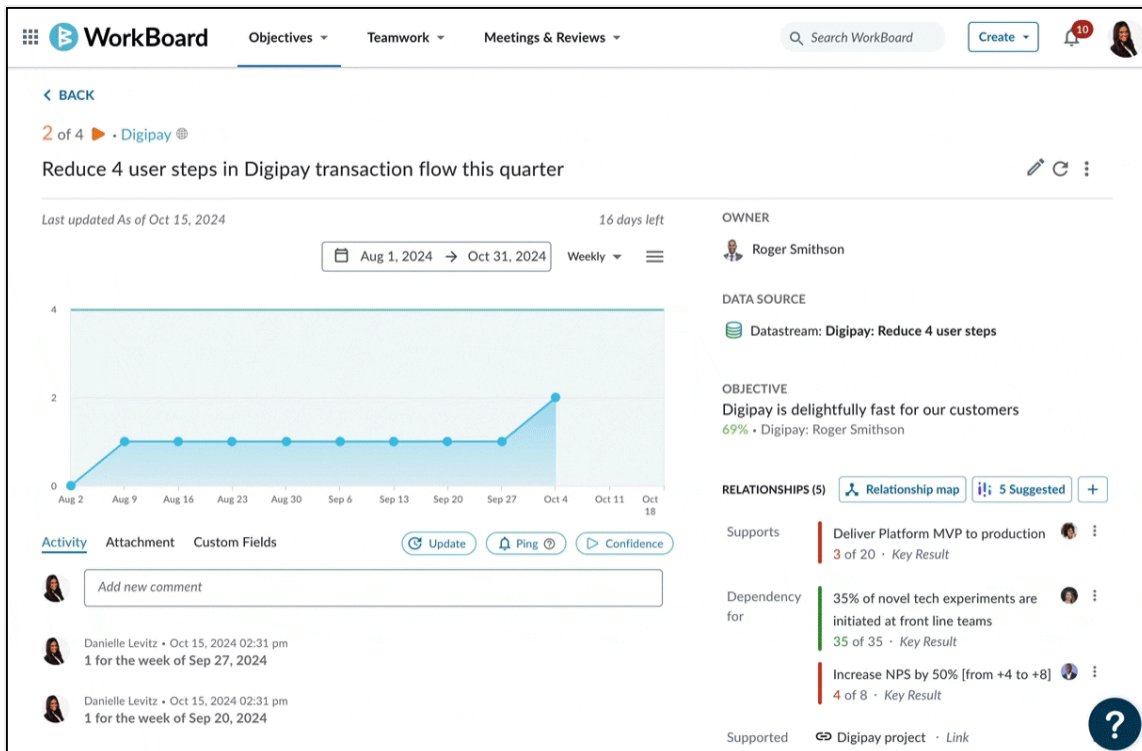 WorkBoard
Objectives
Teamwork
Meetings & Reviews
Search WorkBoard
Create
10
BACK
2 of 4 • Digipay
Reduce 4 user steps in Digipay transaction flow this quarter
Last updated As of Oct 15, 2024
16 days left
Aug 1, 2024 → Oct 31, 2024
Weekly
4
2
0
Aug 2 Aug 9 Aug 16 Aug 23 Aug 30 Sep 6 Sep 13 Sep 20 Sep 27 Oct 4 Oct 11 Oct 18
Activity
Attachment
Custom Fields
Update
Ping ?
Confidence
Add new comment
Danielle Levitz • Oct 15, 2024 02:31 pm
1 for the week of Sep 27, 2024
Danielle Levitz • Oct 15, 2024 02:31 pm
1 for the week of Sep 20, 2024
OWNER
Roger Smithson
DATA SOURCE
Datastream: Digipay: Reduce 4 user steps
OBJECTIVE
Digipay is delightfully fast for our customers
69% • Digipay: Roger Smithson
RELATIONSHIPS (5)
Relationship map
5 Suggested
+
Supports
Deliver Platform MVP to production
3 of 20 · Key Result
Dependency
for
35% of novel tech experiments are
initiated at front line teams
35 of 35 · Key Result
Increase NPS by 50% [from +4 to +8]
4 of 8 · Key Result
Supported
Digipay project · Link
?